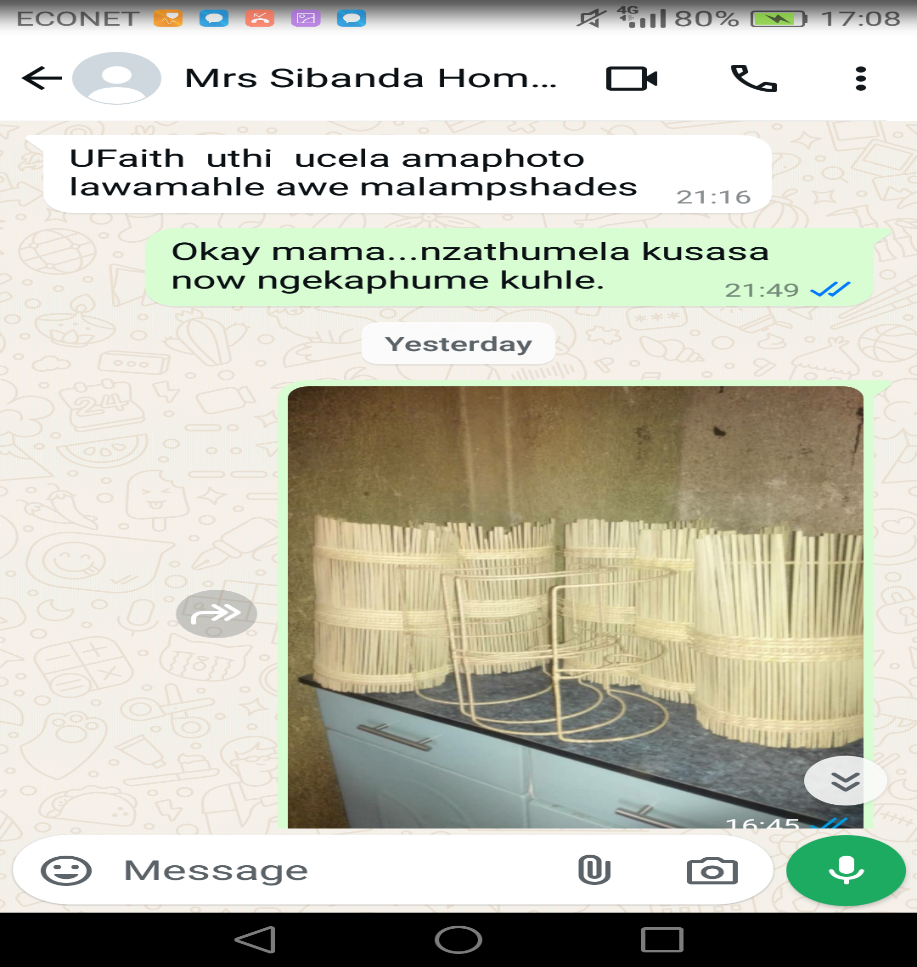 ECONET 4G 80% 17:08
Mrs Sibanda Hom...
UFaith uthi ucela amaphoto
lawamahle awe malampshades 21:16
Okay mama...nzathumela kusasa
now ngekaphume kuhle. 21:49
Yesterday
16:45
Message